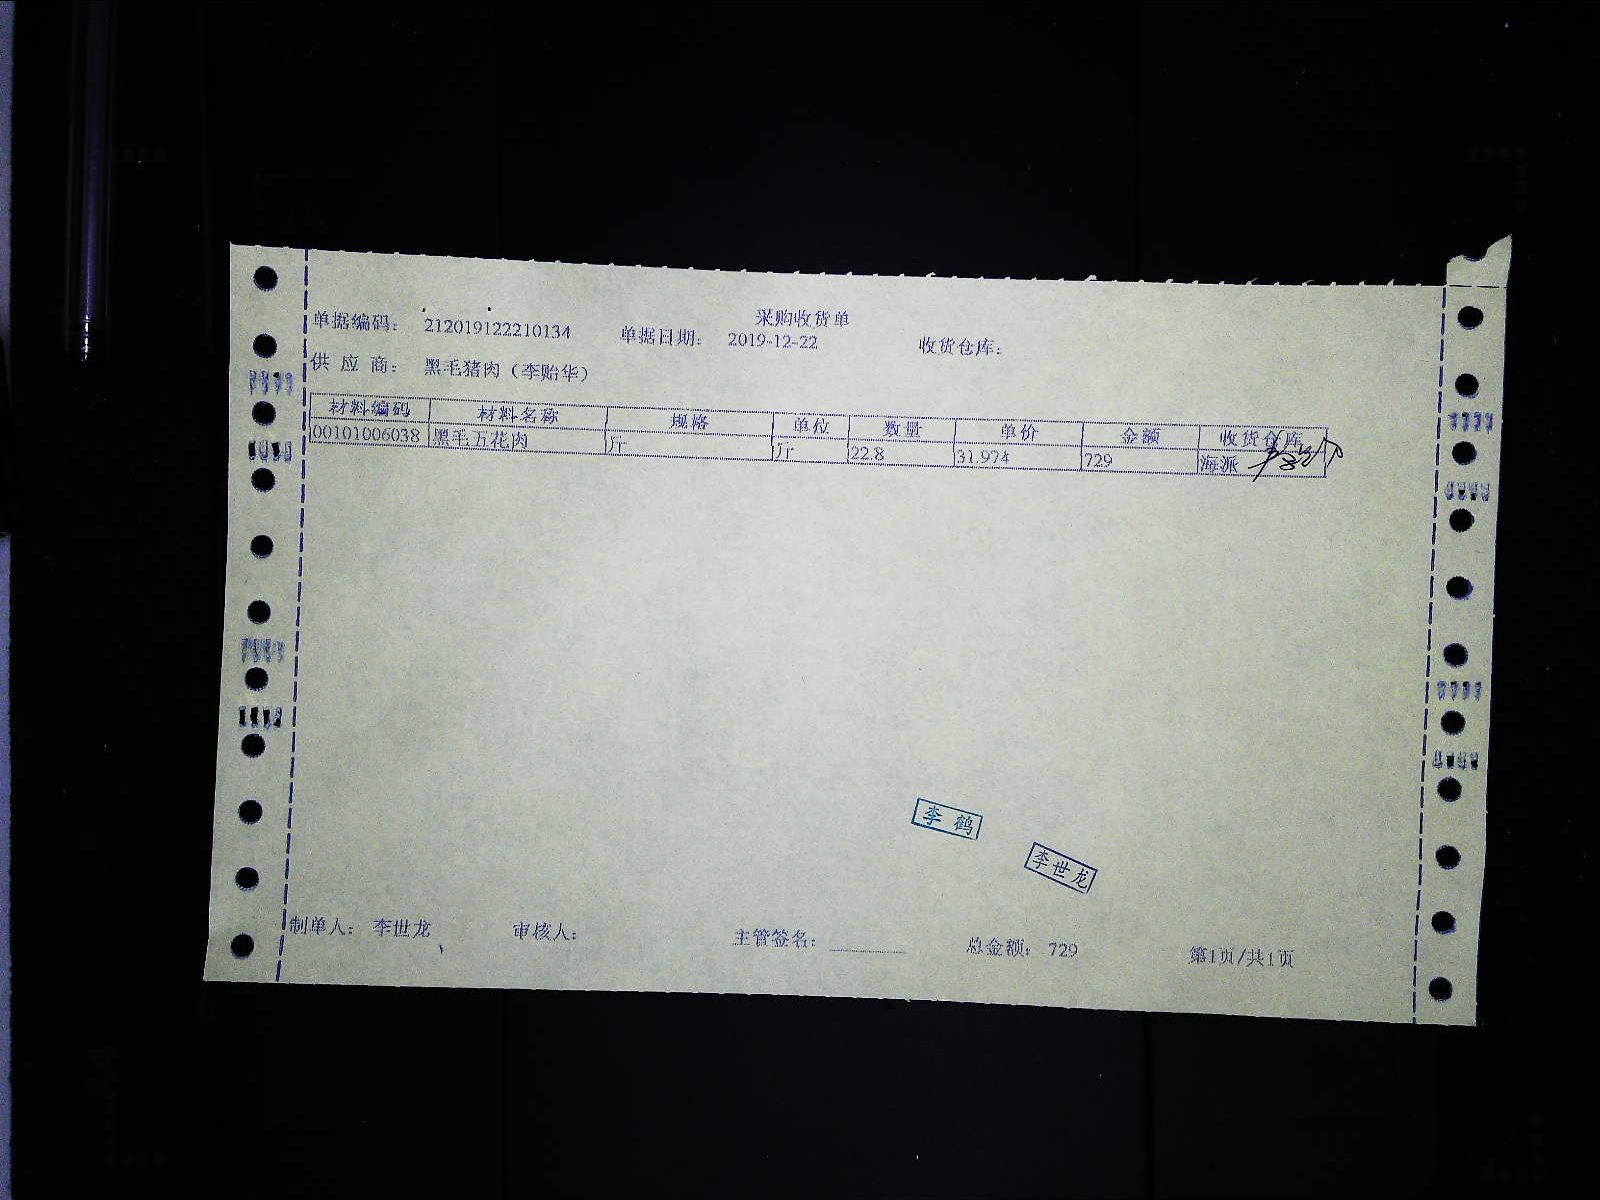 采购收货单
单据编码： 212019122210134 单据日期： 2019-12-22 收货仓库：
供 应 商： 黑毛猪肉（李贻华）
材料编码 材料名称 规格 单位 数量 单价 金额 收货仓库
00101006038 黑毛五花肉 斤 斤 22.8 31.974 729 海派
李 鹤
李世龙
制单人： 李世龙 审核人： 主管签名： 总金额： 729 第1页/共1页